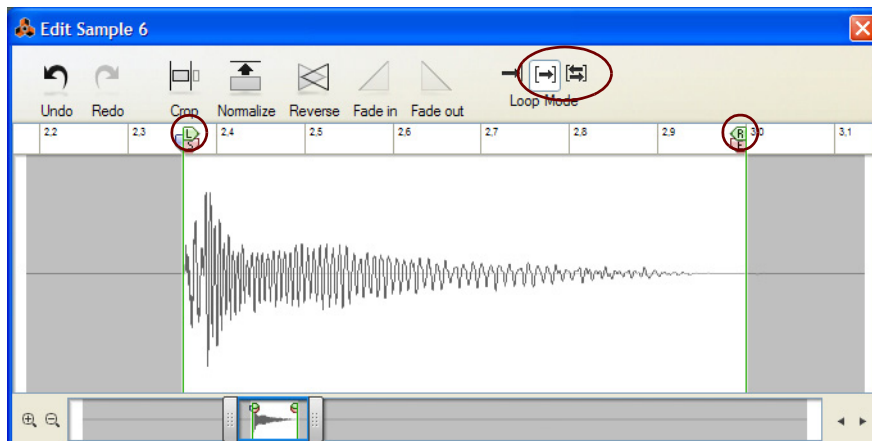 Edit Sample 6
Undo Redo Crop Normalize Reverse Fade in Fade out Loop Mode
2,2 2,3 2,4 2,5 2,6 2,7 2,8 2,9 3,0 3,1
L R
S E